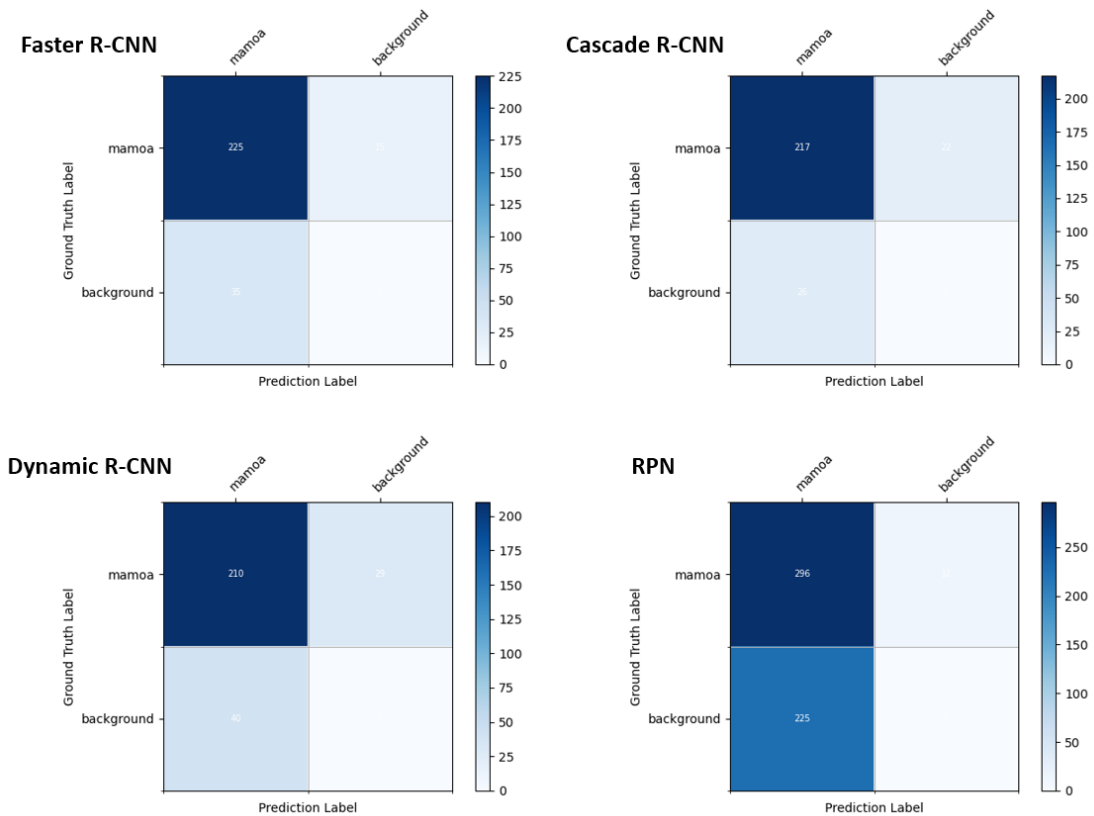 Faster R-CNN
mamoa
background
225
15
35
mamoa
background
Ground Truth Label
Prediction Label
225
200
175
150
125
100
75
50
25
0
Cascade R-CNN
mamoa
background
217
22
26
mamoa
background
Ground Truth Label
Prediction Label
200
175
150
125
100
75
50
25
0
Dynamic R-CNN
mamoa
background
210
29
40
mamoa
background
Ground Truth Label
Prediction Label
200
175
150
125
100
75
50
25
0
RPN
mamoa
background
296
225
mamoa
background
Ground Truth Label
Prediction Label
250
200
150
100
50
0